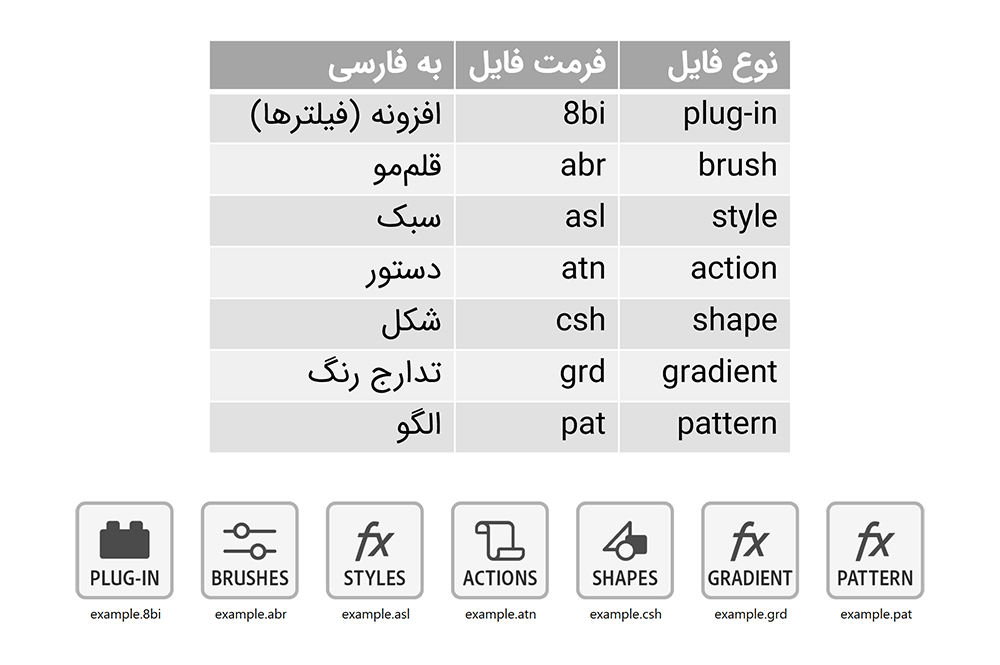 نوع فایل فرمت فایل به فارسی
plug-in 8bi افزونه (فیلترها)
brush abr قلم‌مو
style asl سبک
action atn دستور
shape csh شکل
gradient grd تدارج رنگ
pattern pat الگو
PLUG-IN BRUSHES fx STYLES ACTIONS SHAPES fx GRADIENT fx PATTERN
example.8bi example.abr example.asl example.atn example.csh example.grd example.pat